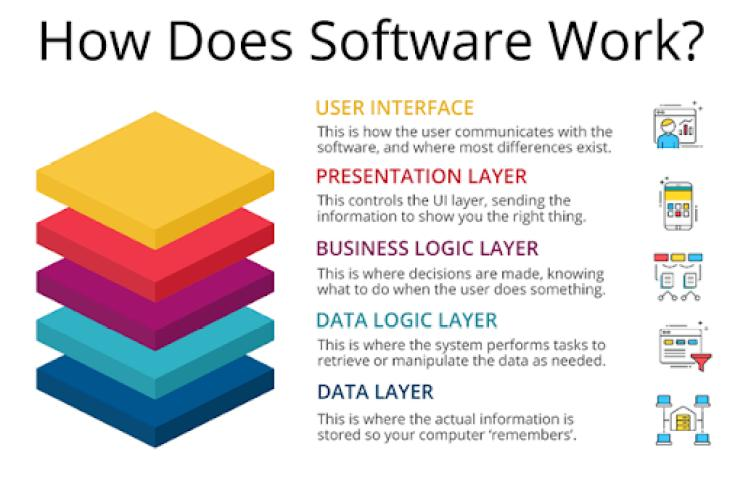 How Does Software Work?
USER INTERFACE
This is how the user communicates with the
software, and where most differences exist.
PRESENTATION LAYER
This controls the UI layer, sending the
information to show you the right thing.
BUSINESS LOGIC LAYER
This is where decisions are made, knowing
what to do when the user does something.
DATA LOGIC LAYER
This is where the system performs tasks to
retrieve or manipulate the data as needed.
DATA LAYER
This is where the actual information is
stored so your computer ‘remembers’.